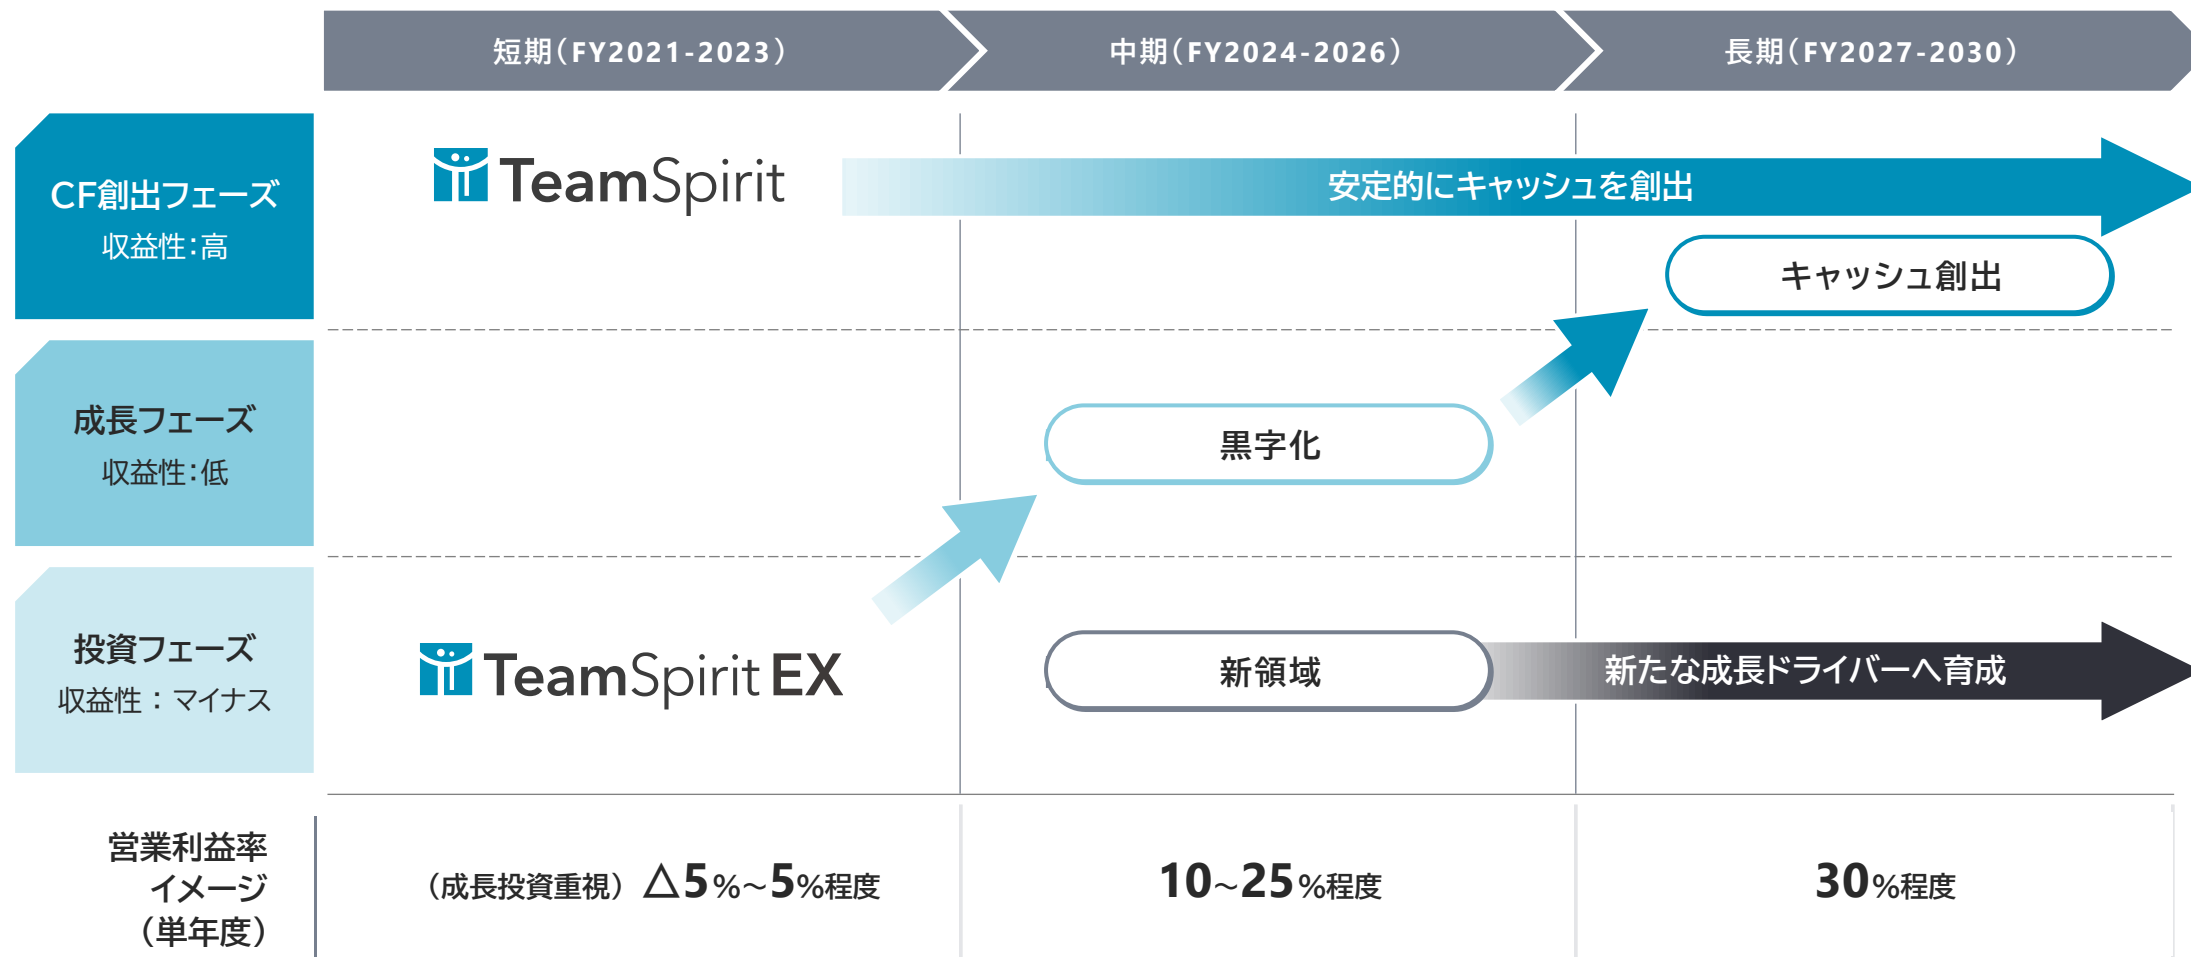 短期（FY2021-2023）
中期（FY2024-2026）
長期（FY2027-2030）
CF創出フェーズ
収益性：高
TeamSpirit
安定的にキャッシュを創出
キャッシュ創出
成長フェーズ
収益性：低
黒字化
投資フェーズ
収益性 ： マイナス
TeamSpirit EX
新領域
新たな成長ドライバーへ育成
営業利益率
イメージ
（単年度）
（成長投資重視）△5%～5%程度
10～25%程度
30%程度